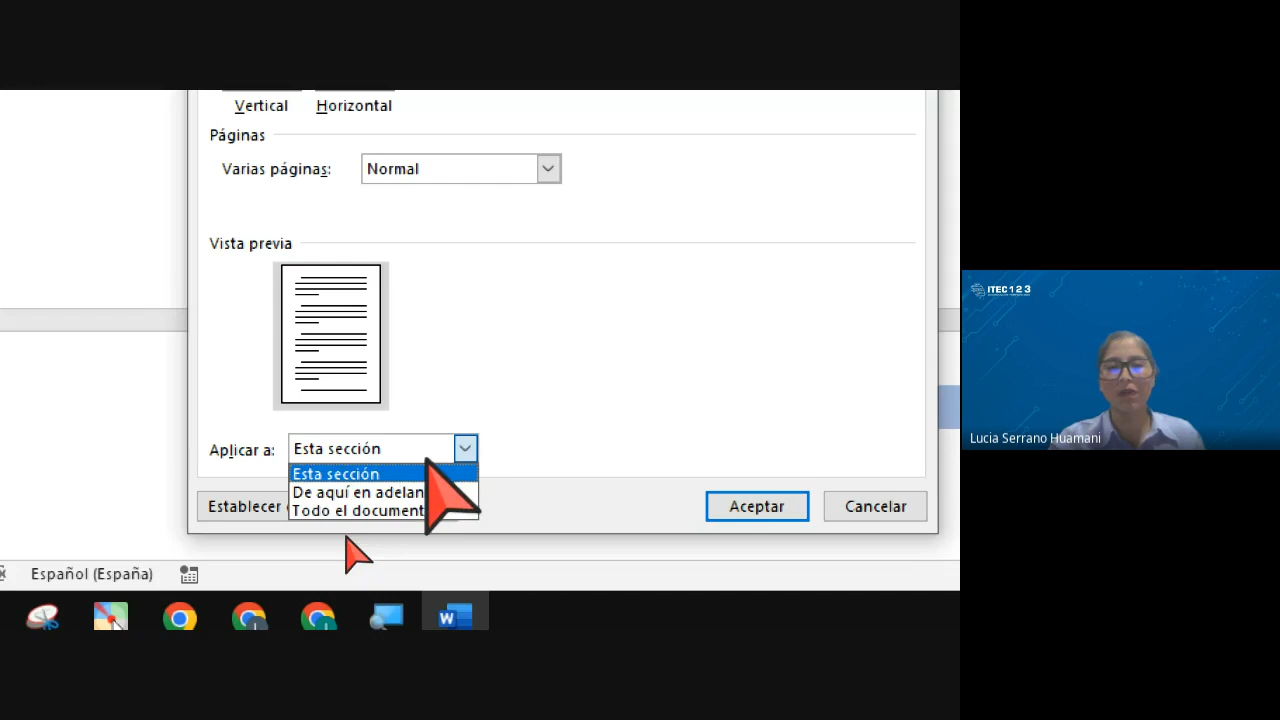 Vertical Horizontal
Páginas
Varias páginas: Normal
Vista previa
Aplicar a: Esta sección
Esta sección
De aquí en adelan
Todo el document
Establecer
Aceptar Cancelar
Español (España)
ITEC 123
Lucia Serrano Huamani